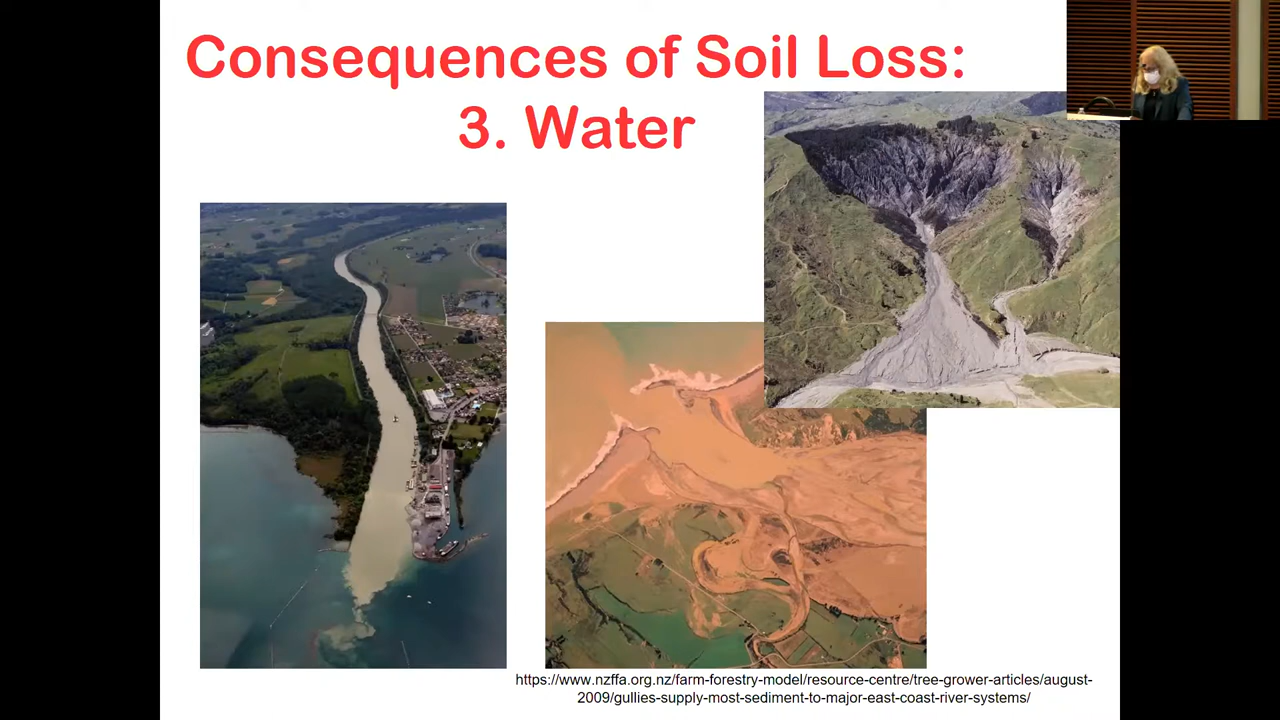 Consequences of Soil Loss:
3. Water
https://www.nzffa.org.nz/farm-forestry-model/resource-centre/tree-grower-articles/august-
2009/gullies-supply-most-sediment-to-major-east-coast-river-systems/